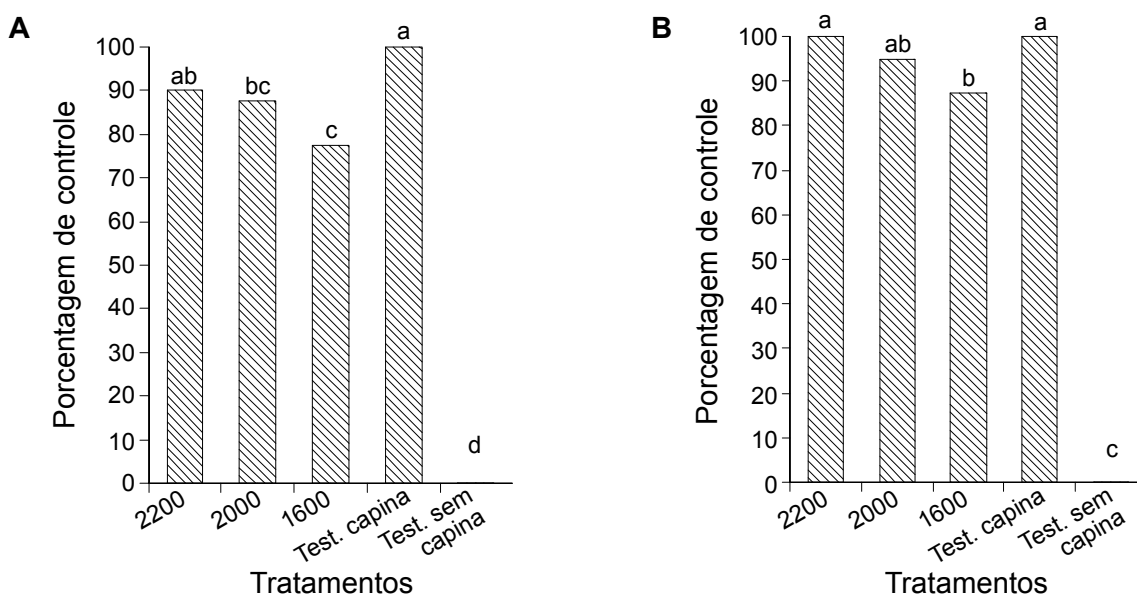 A
Porcentagem de controle
100
90
80
70
60
50
40
30
20
10
0
ab
bc
c
a
d
2200
2000
1600
Test. capina
Test. sem
capina
Tratamentos
B
Porcentagem de controle
100
90
80
70
60
50
40
30
20
10
0
a
ab
b
a
c
2200
2000
1600
Test. capina
Test. sem
capina
Tratamentos